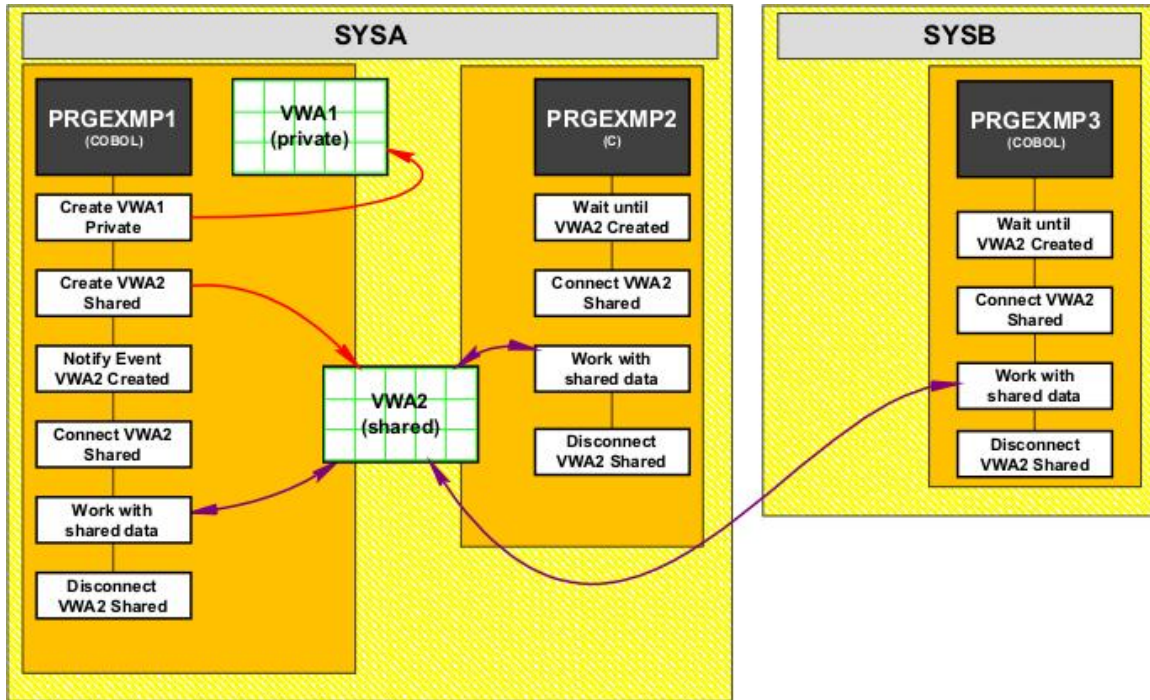 SYSA
PRGEXMP1
(COBOL)
Create VWA1
Private
Create VWA2
Shared
Notify Event
VWA2 Created
Connect VWA2
Shared
Work with
shared data
Disconnect
VWA2 Shared
VWA1
(private)
VWA2
(shared)
PRGEXMP2
(C)
Wait until
VWA2 Created
Connect VWA2
Shared
Work with
shared data
Disconnect
VWA2 Shared
SYSB
PRGEXMP3
(COBOL)
Wait until
VWA2 Created
Connect VWA2
Shared
Work with
shared data
Disconnect
VWA2 Shared